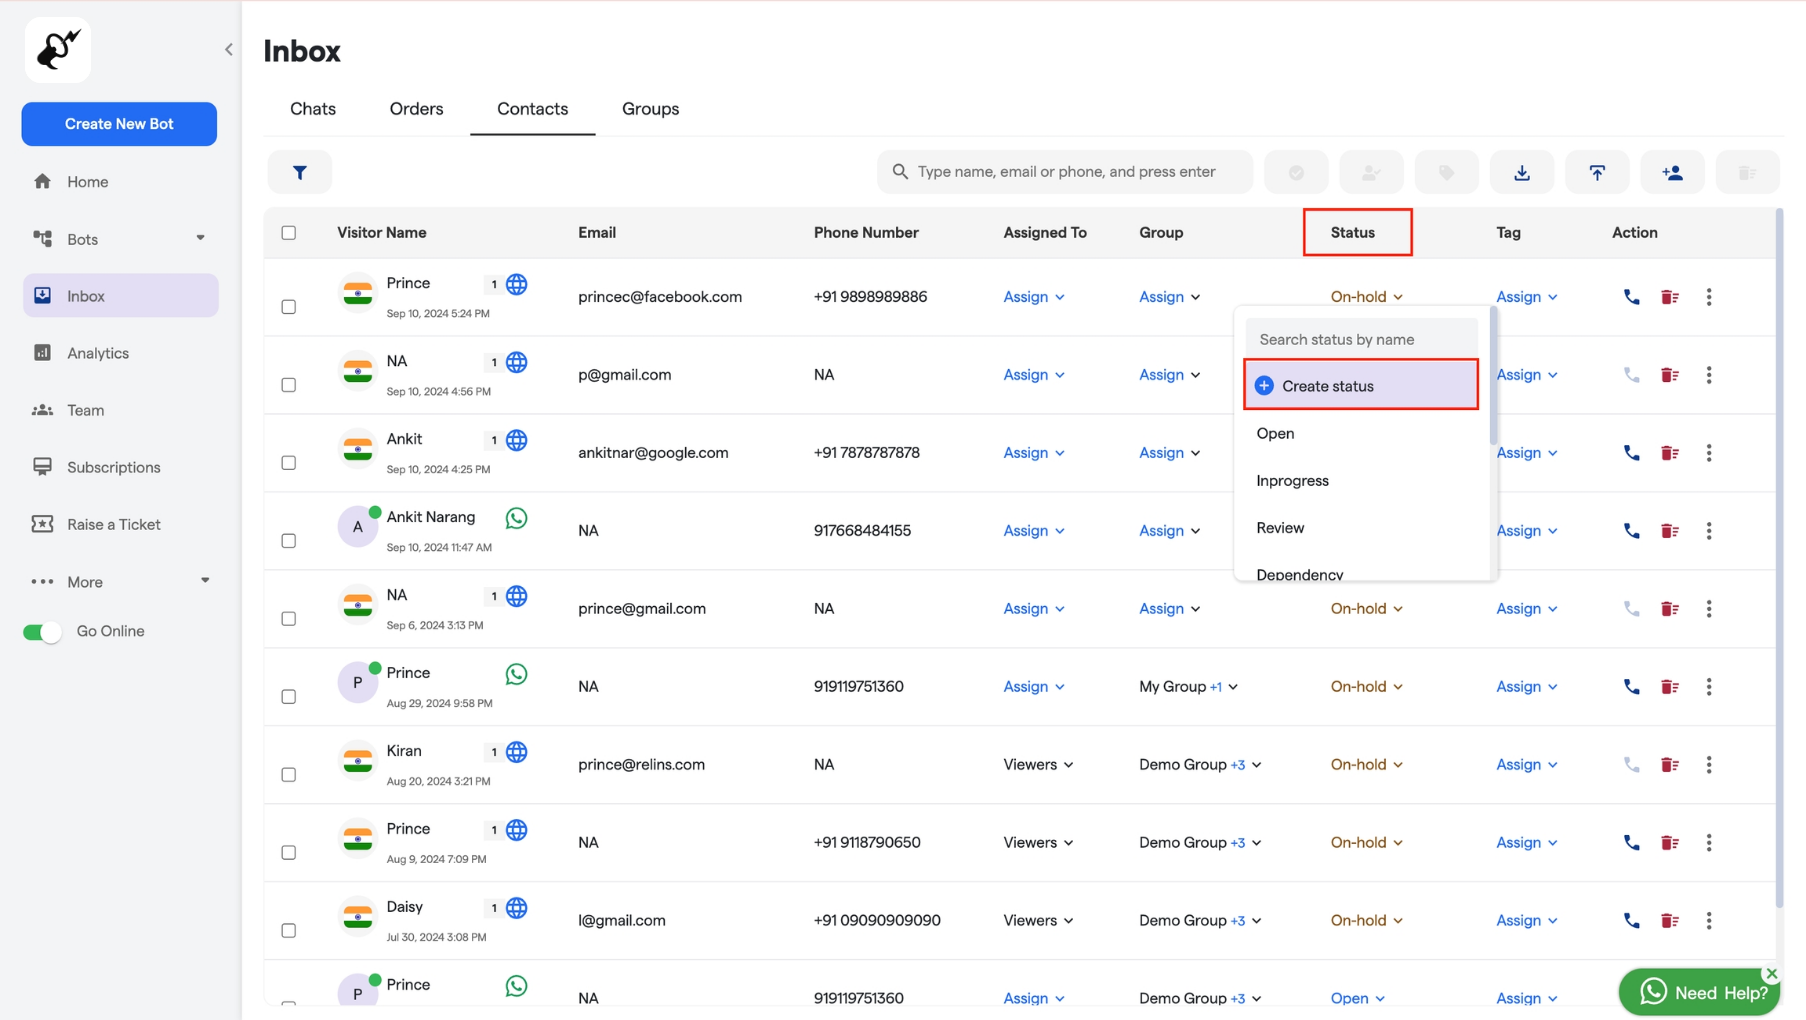 Inbox
Create New Bot
Home
Bots
Inbox
Analytics
Team
Subscriptions
Raise a Ticket
More
Go Online
Chats Orders Contacts Groups
Type name, email or phone, and press enter
Visitor Name Email Phone Number Assigned To Group Status Tag Action
Prince 1 princec@facebook.com +91 9898989886 Assign Assign On-hold Assign
Sep 10, 2024 5:24 PM
Search status by name
Create status
Open
Inprogress
Review
Dependency
NA 1 p@gmail.com NA Assign Assign Assign
Sep 10, 2024 4:56 PM
Ankit 1 ankitnar@google.com +91 7878787878 Assign Assign Assign
Sep 10, 2024 4:25 PM
A Ankit Narang NA 917668484155 Assign Assign Assign
Sep 10, 2024 11:47 AM
NA 1 prince@gmail.com NA Assign Assign On-hold Assign
Sep 6, 2024 3:13 PM
P Prince NA 919119751360 Assign My Group +1 On-hold Assign
Aug 29, 2024 9:58 PM
Kiran 1 prince@relins.com NA Viewers Demo Group +3 On-hold Assign
Aug 20, 2024 3:21 PM
Prince 1 NA +91 9118790650 Viewers Demo Group +3 On-hold Assign
Aug 9, 2024 7:09 PM
Daisy 1 l@gmail.com +91 09090909090 Viewers Demo Group +3 On-hold Assign
Jul 30, 2024 3:08 PM
P Prince NA 919119751360 Assign Demo Group +3 Open Assign
Need Help?